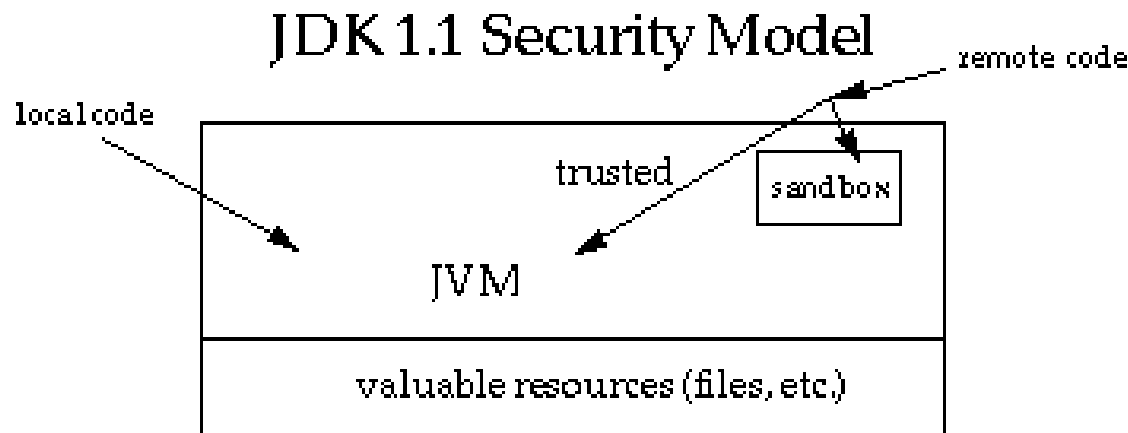 JDK 1.1 Security Model
remote code
local code
trusted
sandbox
JVM
valuable resources (files, etc.)